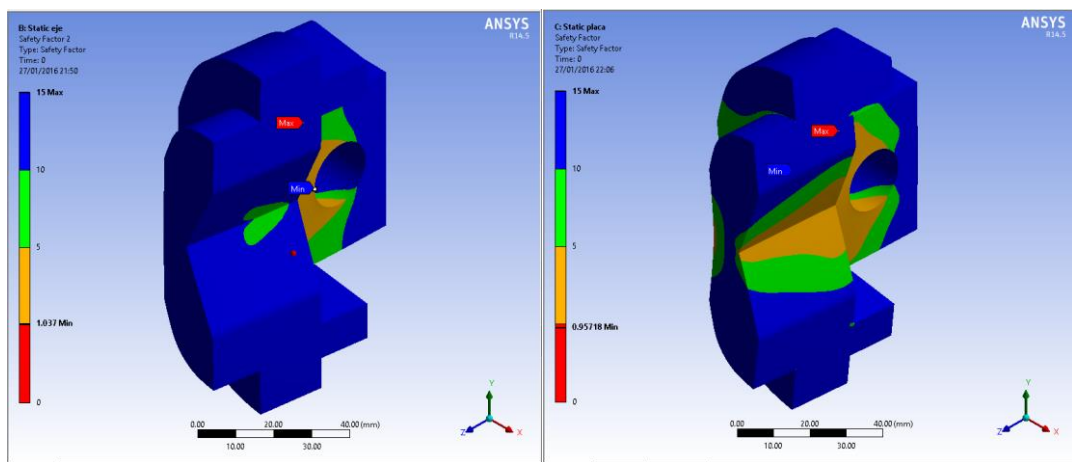 B: Static eje
Safety Factor 2
Type: Safety Factor
Time: 0
27/01/2016 21:50
ANSYS
R14.5
15 Max
10
5
1.037 Min
0
Max
Min
0.00 20.00 40.00 (mm)
10.00 30.00
Y
Z X
C: Static placa
Safety Factor
Type: Safety Factor
Time: 0
27/01/2016 22:06
ANSYS
R14.5
15 Max
10
5
0.95718 Min
0
Max
Min
0.00 20.00 40.00 (mm)
10.00 30.00
Y
Z X